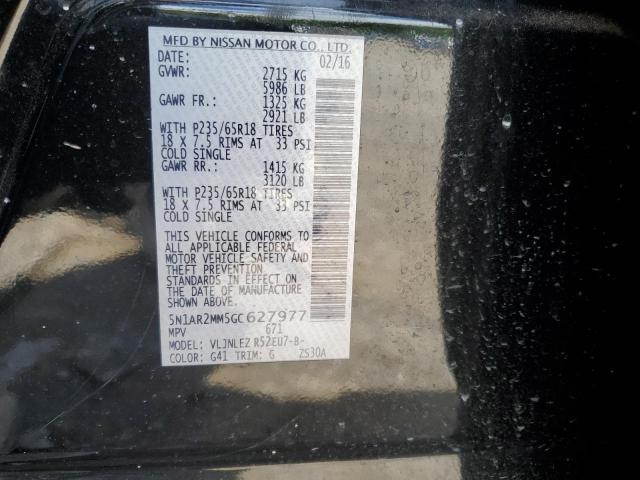 MFD BY NISSAN MOTOR CO., LTD.
DATE: 02/16
GVWR: 2715 KG
5986 LB
GAWR FR.: 1325 KG
2921 LB
WITH P235/65R18 TIRES
18 X 7.5 RIMS AT 33 PSI
COLD SINGLE
GAWR RR.: 1415 KG
3120 LB
WITH P235/65R18 TIRES
18 X 7.5 RIMS AT 33 PSI
COLD SINGLE
THIS VEHICLE CONFORMS TO
ALL APPLICABLE FEDERAL
MOTOR VEHICLE SAFETY AND
THEFT PREVENTION
STANDARDS IN EFFECT ON
THE DATE OF MANUFACTURE
SHOWN ABOVE.
5N1AR2MM5GC627977
MPV 671
MODEL: VLJNLEZ R52EU7-B-
COLOR: G41 TRIM: G ZS30A